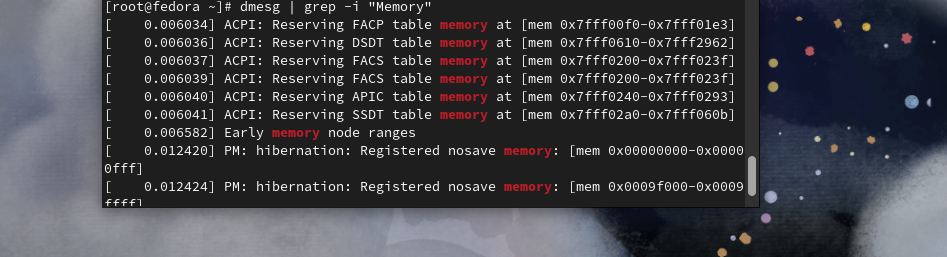 [root@fedora ~]# dmesg | grep -i "Memory"
[    0.006034] ACPI: Reserving FACP table memory at [mem 0x7fff00f0-0x7fff01e3]
[    0.006036] ACPI: Reserving DSDT table memory at [mem 0x7fff0610-0x7fff2962]
[    0.006037] ACPI: Reserving FACS table memory at [mem 0x7fff0200-0x7fff023f]
[    0.006039] ACPI: Reserving FACS table memory at [mem 0x7fff0200-0x7fff023f]
[    0.006040] ACPI: Reserving APIC table memory at [mem 0x7fff0240-0x7fff0293]
[    0.006041] ACPI: Reserving SSDT table memory at [mem 0x7fff02a0-0x7fff060b]
[    0.006582] Early memory node ranges
[    0.012420] PM: hibernation: Registered nosave memory: [mem 0x00000000-0x0000
0fff]
[    0.012424] PM: hibernation: Registered nosave memory: [mem 0x0009f000-0x0009
ffff]